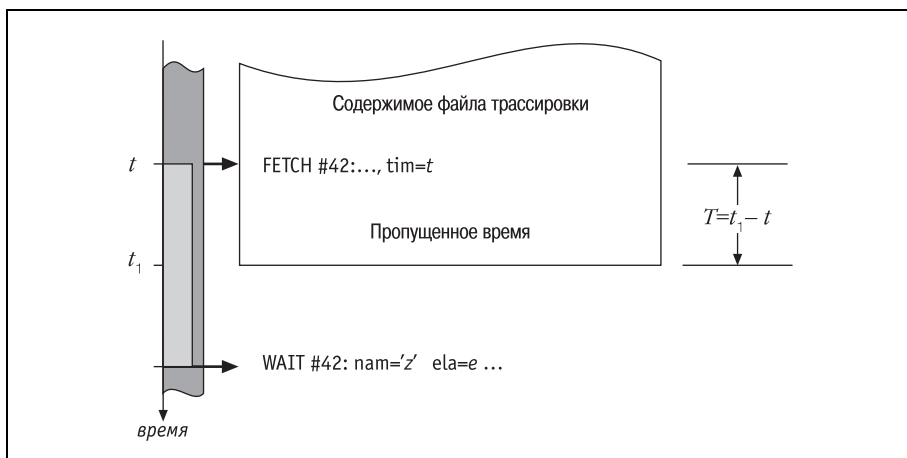 Содержимое файла трассировки
t
FETCH #42:..., tim=t
T=t₁– t
Пропущенное время
t₁
WAIT #42: nam='z' ela=e ...
время